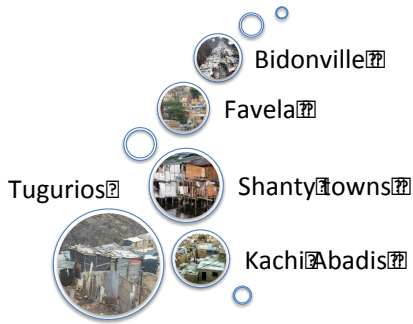 Bidonville
Favela
Tugurios
Shanty towns
Kachi Abadis